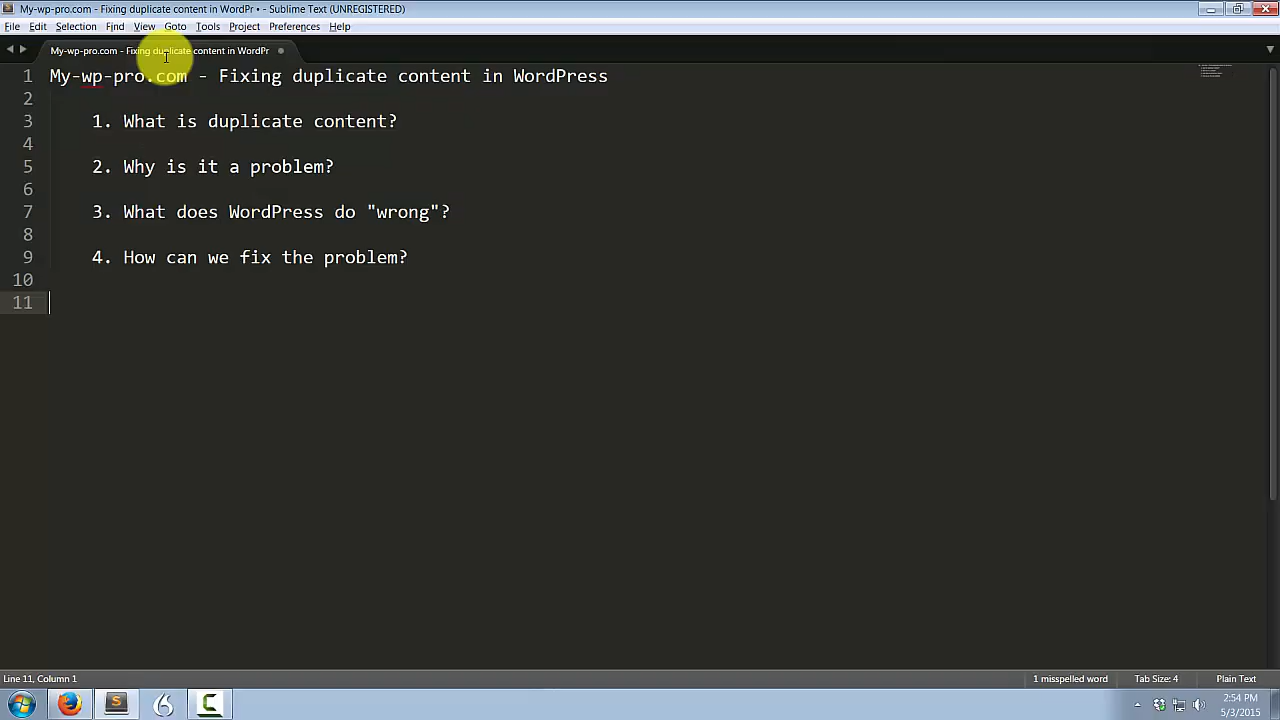 My-wp-pro.com - Fixing duplicate content in WordPr • - Sublime Text (UNREGISTERED)
File Edit Selection Find View Goto Tools Project Preferences Help
My-wp-pro.com - Fixing duplicate content in WordPr
1 My-wp-pro.com - Fixing duplicate content in WordPress
2
3 1. What is duplicate content?
4
5 2. Why is it a problem?
6
7 3. What does WordPress do "wrong"?
8
9 4. How can we fix the problem?
10
11
Line 11, Column 1 1 misspelled word Tab Size: 4 Plain Text
2:54 PM
5/3/2015